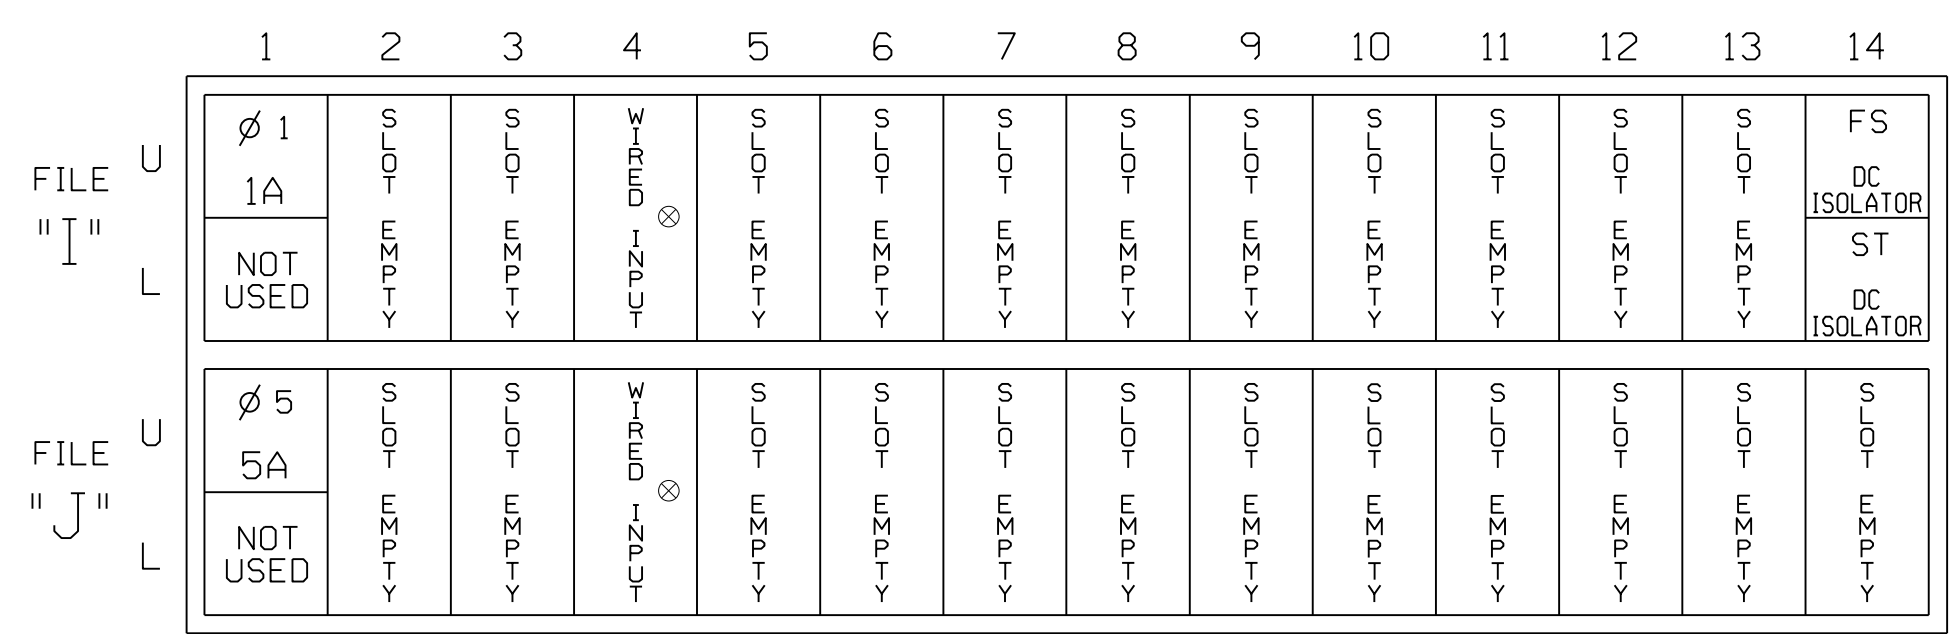 1 2 3 4 5 6 7 8 9 10 11 12 13 14
FILE
"I"
U
L
Ø 1
1A
NOT
USED
SLOT EMPTY
SLOT EMPTY
WIRED INPUT
SLOT EMPTY
SLOT EMPTY
SLOT EMPTY
SLOT EMPTY
SLOT EMPTY
SLOT EMPTY
SLOT EMPTY
SLOT EMPTY
SLOT EMPTY
FS
DC
ISOLATOR
ST
DC
ISOLATOR
FILE
"J"
U
L
Ø 5
5A
NOT
USED
SLOT EMPTY
SLOT EMPTY
WIRED INPUT
SLOT EMPTY
SLOT EMPTY
SLOT EMPTY
SLOT EMPTY
SLOT EMPTY
SLOT EMPTY
SLOT EMPTY
SLOT EMPTY
SLOT EMPTY
SLOT EMPTY